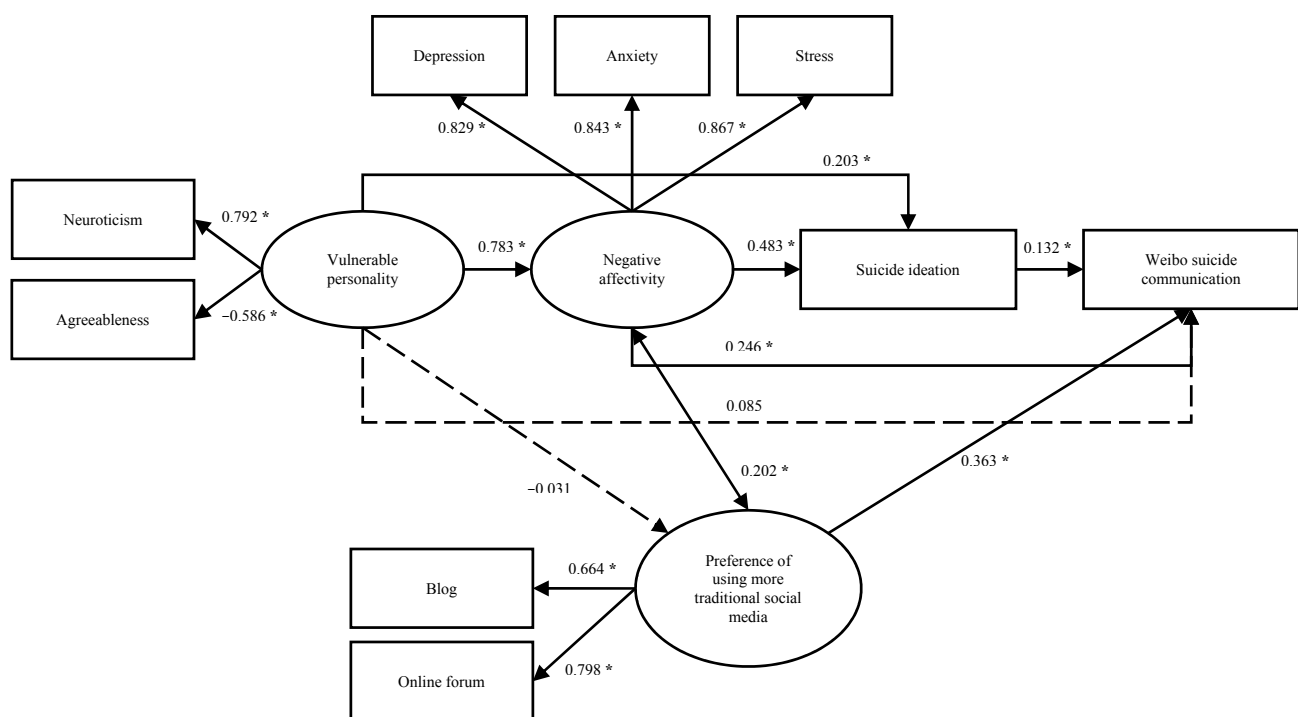 Depression
Anxiety
Stress
0.829 *
0.843 *
0.867 *
0.203 *
Neuroticism
0.792 *
Vulnerable
personality
0.783 *
Negative
affectivity
0.483 *
Suicide ideation
0.132 *
Weibo suicide
communication
Agreeableness
−0.586 *
0.246 *
0.085
0.363 *
0.202 *
−0.031
Preference of
using more
traditional social
media
Blog
0.664 *
Online forum
0.798 *